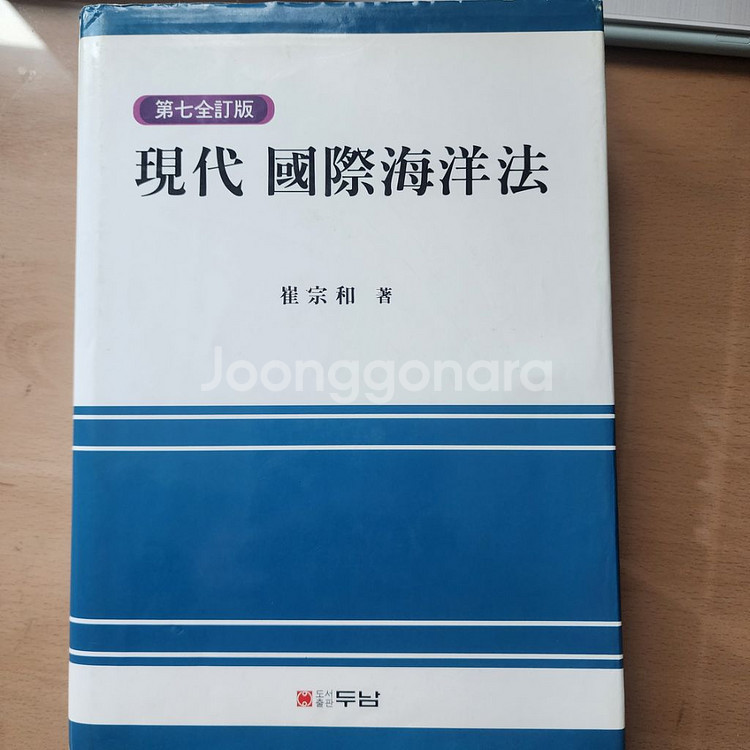 第七全訂版
現代 國際海洋法
崔宗和 著
Joonggonara
도서
출판 두남